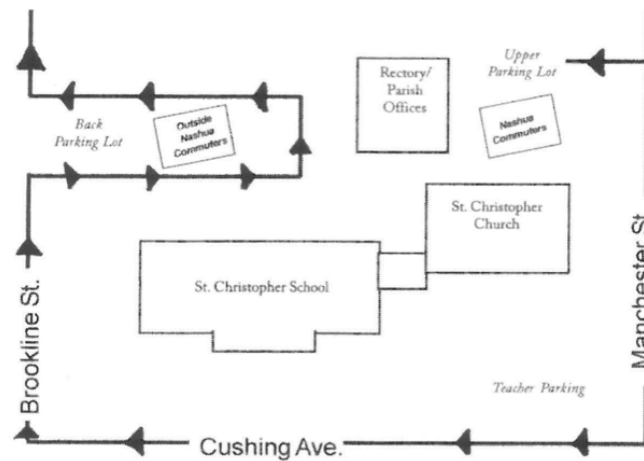 Upper
Parking Lot
Rectory/
Parish
Offices
Back
Parking Lot
Outside
Nashua
Commuters
Nashua
Commuters
St. Christopher
Church
St. Christopher School
Brookline St.
Manchester St
Teacher Parking
Cushing Ave.